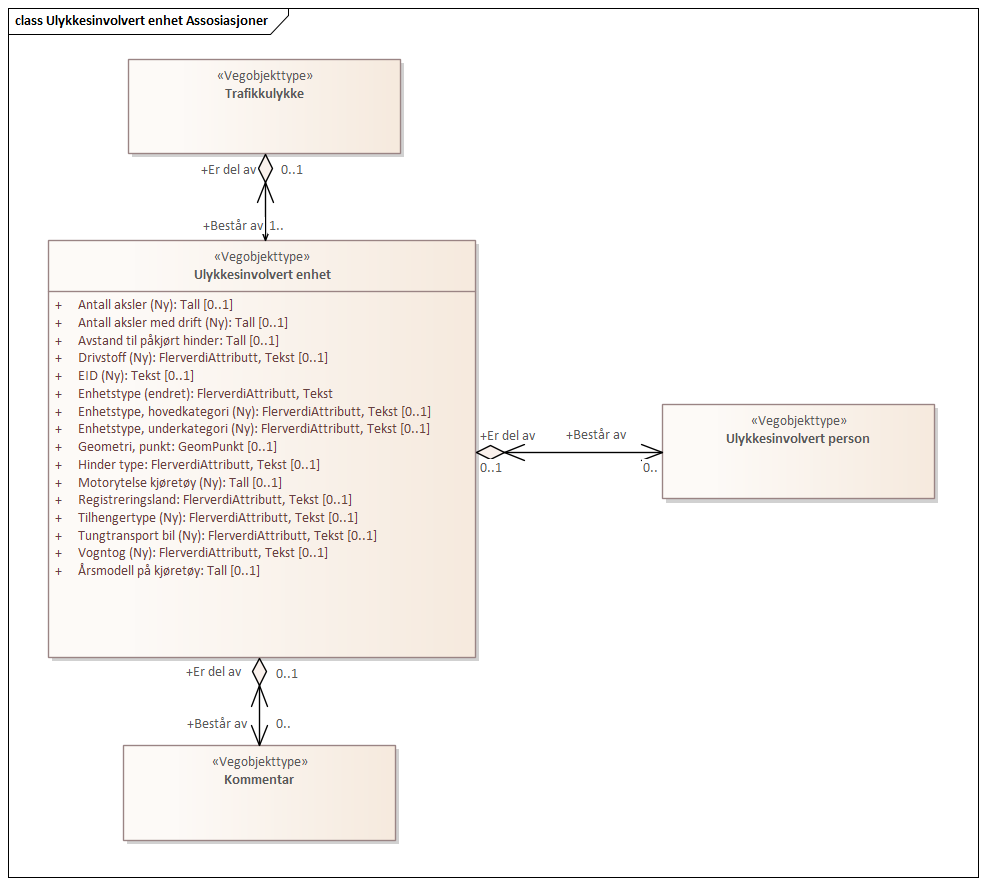 class Ulykkesinvolvert enhet Assosiasjoner
«Vegobjekttype»
Trafikkulykke
+Er del av 0..1
+Består av 1..
«Vegobjekttype»
Ulykkesinvolvert enhet
+ Antall aksler (Ny): Tall [0..1]
+ Antall aksler med drift (Ny): Tall [0..1]
+ Avstand til påkjørt hinder: Tall [0..1]
+ Drivstoff (Ny): FlerverdiAttributt, Tekst [0..1]
+ EID (Ny): Tekst [0..1]
+ Enhetstype (endret): FlerverdiAttributt, Tekst
+ Enhetstype, hovedkategori (Ny): FlerverdiAttributt, Tekst [0..1]
+ Enhetstype, underkategori (Ny): FlerverdiAttributt, Tekst [0..1]
+ Geometri, punkt: GeomPunkt [0..1]
+ Hinder type: FlerverdiAttributt, Tekst [0..1]
+ Motorytelse kjøretøy (Ny): Tall [0..1]
+ Registreringsland: FlerverdiAttributt, Tekst [0..1]
+ Tilhengertype (Ny): FlerverdiAttributt, Tekst [0..1]
+ Tungtransport bil (Ny): FlerverdiAttributt, Tekst [0..1]
+ Vogntog (Ny): FlerverdiAttributt, Tekst [0..1]
+ Årsmodell på kjøretøy: Tall [0..1]
+Er del av +Består av
0..1 0..
«Vegobjekttype»
Ulykkesinvolvert person
+Er del av 0..1
+Består av 0..
«Vegobjekttype»
Kommentar